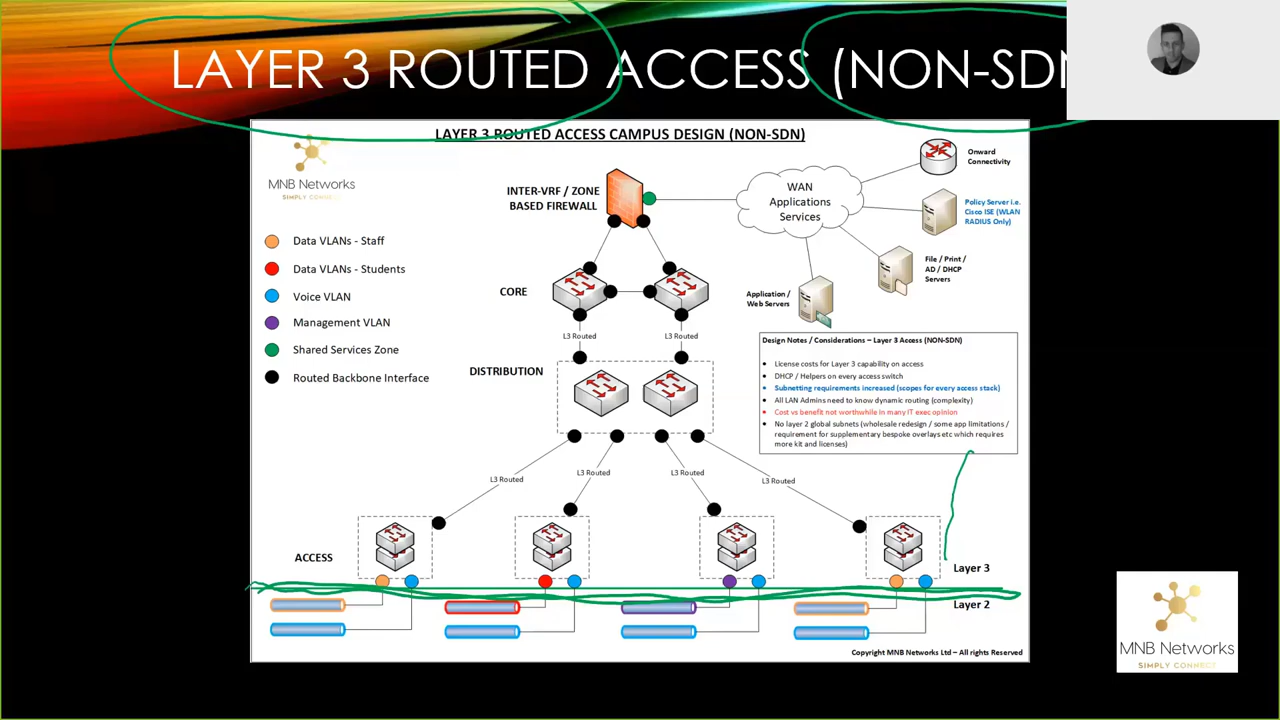 LAYER 3 ROUTED ACCESS (NON-SDN
LAYER 3 ROUTED ACCESS CAMPUS DESIGN (NON-SDN)
MNB Networks
SIMPLY CONNECT
INTER-VRF / ZONE
BASED FIREWALL
WAN
Applications
Services
Onward
Connectivity
Policy Server i.e.
Cisco ISE (WLAN
RADIUS Only)
File / Print /
AD / DHCP
Servers
Application /
Web Servers
Data VLANs - Staff
Data VLANs - Students
Voice VLAN
Management VLAN
Shared Services Zone
Routed Backbone Interface
CORE
L3 Routed
L3 Routed
DISTRIBUTION
Design Notes / Considerations – Layer 3 Access (NON-SDN)
• License costs for Layer 3 capability on access
• DHCP / Helpers on every access switch
• Subnetting requirements increased (scopes for every access stack)
• All LAN Admins need to know dynamic routing (complexity)
• Cost vs benefit not worthwhile in many IT exec opinion
• No layer 2 global subnets (wholesale redesign / some app limitations /
requirement for supplementary bespoke overlays etc which requires
more kit and licenses)
L3 Routed
L3 Routed
L3 Routed
L3 Routed
ACCESS
Layer 3
Layer 2
Copyright MNB Networks Ltd – All rights Reserved
MNB Networks
SIMPLY CONNECT